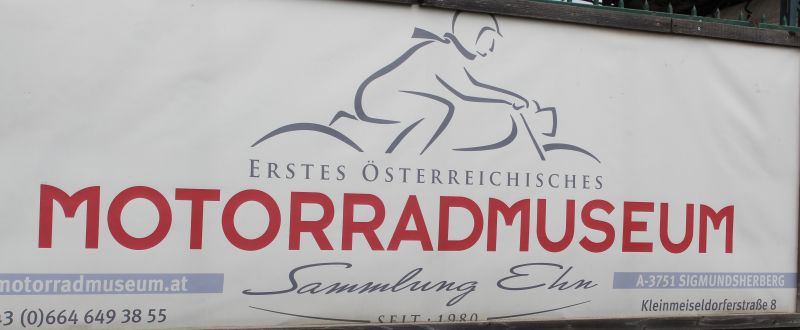 ERSTES ÖSTERREICHISCHES
MOTORRADMUSEUM
Sammlung Ehn
SEIT · 1980
motorradmuseum.at
3 (0)664 649 38 55
A-3751 SIGMUNDSHERBERG
Kleinmeiseldorferstraße 8